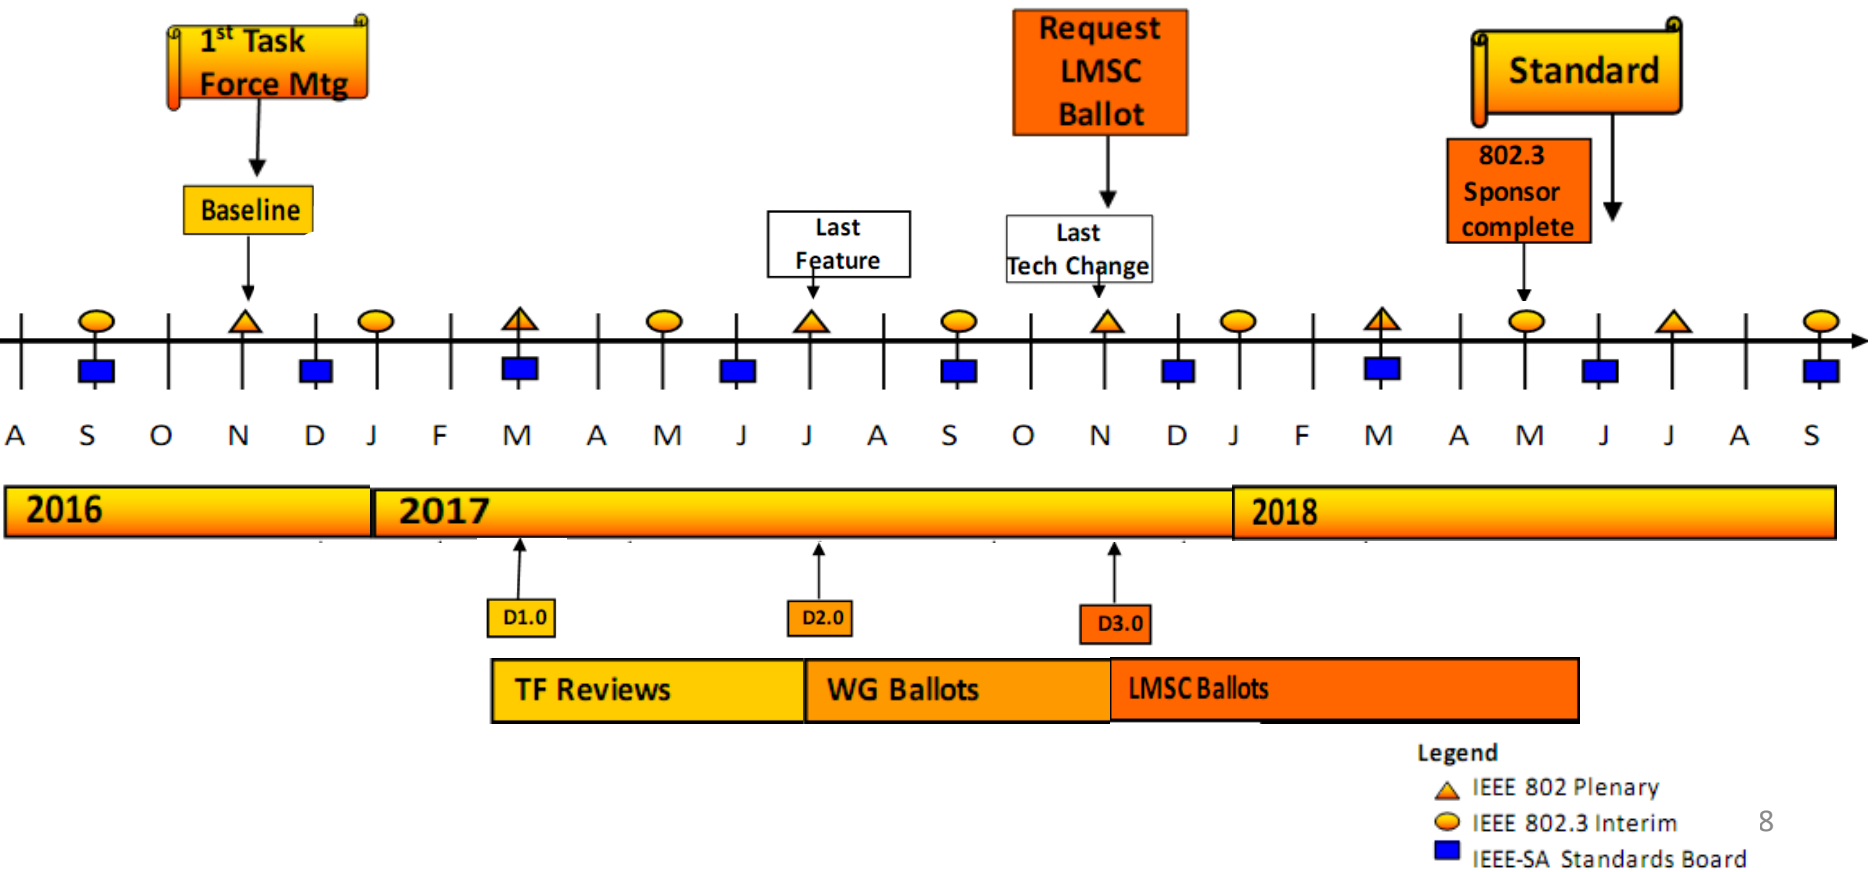 1st Task
Force Mtg
Request
LMSC
Ballot
Standard
802.3
Sponsor
complete
Baseline
Last
Feature
Last
Tech Change
A S O N D J F M A M J J A S O N D J F M A M J J A S
2016 2017 2018
D1.0 D2.0 D3.0
TF Reviews WG Ballots LMSC Ballots
Legend
IEEE 802 Plenary
IEEE 802.3 Interim
8
IEEE-SA Standards Board